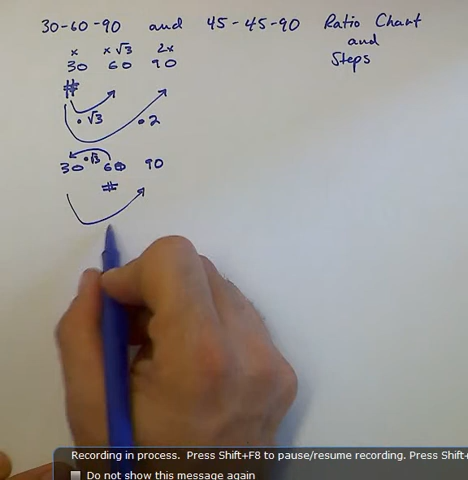 30-60-90 and 45-45-90 Ratio Chart
and
Steps
x x√3 2x
30 60 90
#
•√3 •2
•√3
30 60 90
#
Recording in process. Press Shift+F8 to pause/resume recording. Press Shift+
Do not show this message again